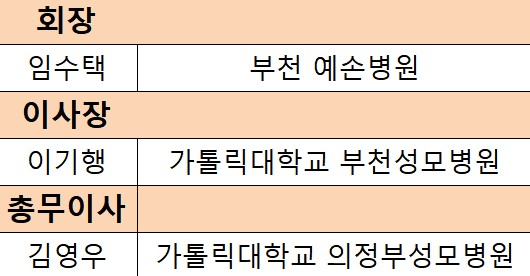 회장
임수택 부천 예손병원
이사장
이기행 가톨릭대학교 부천성모병원
총무이사
김영우 가톨릭대학교 의정부성모병원